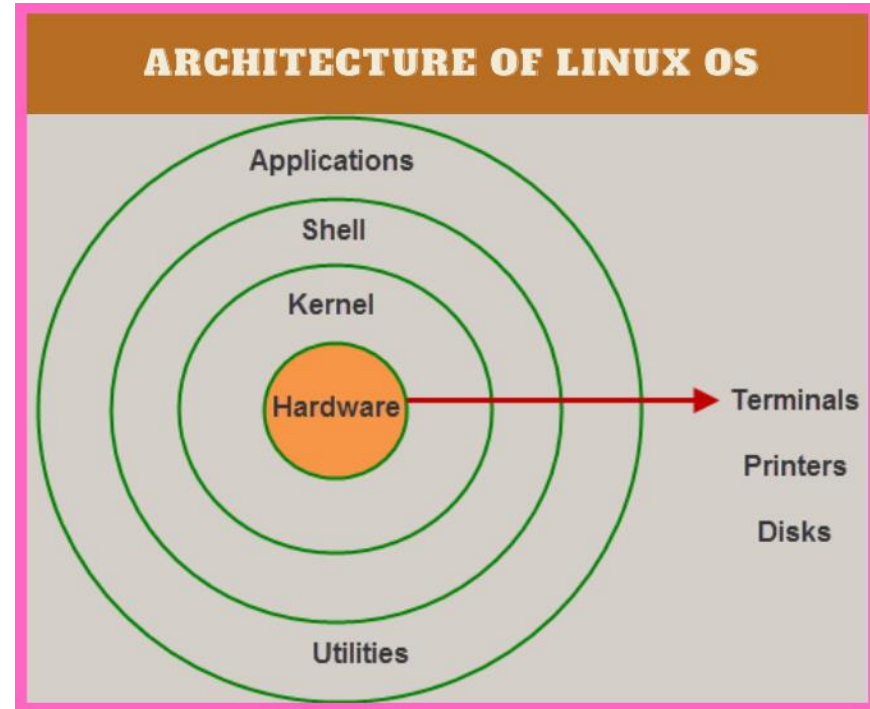 ARCHITECTURE OF LINUX OS
Applications
Shell
Kernel
Hardware
Terminals
Printers
Disks
Utilities